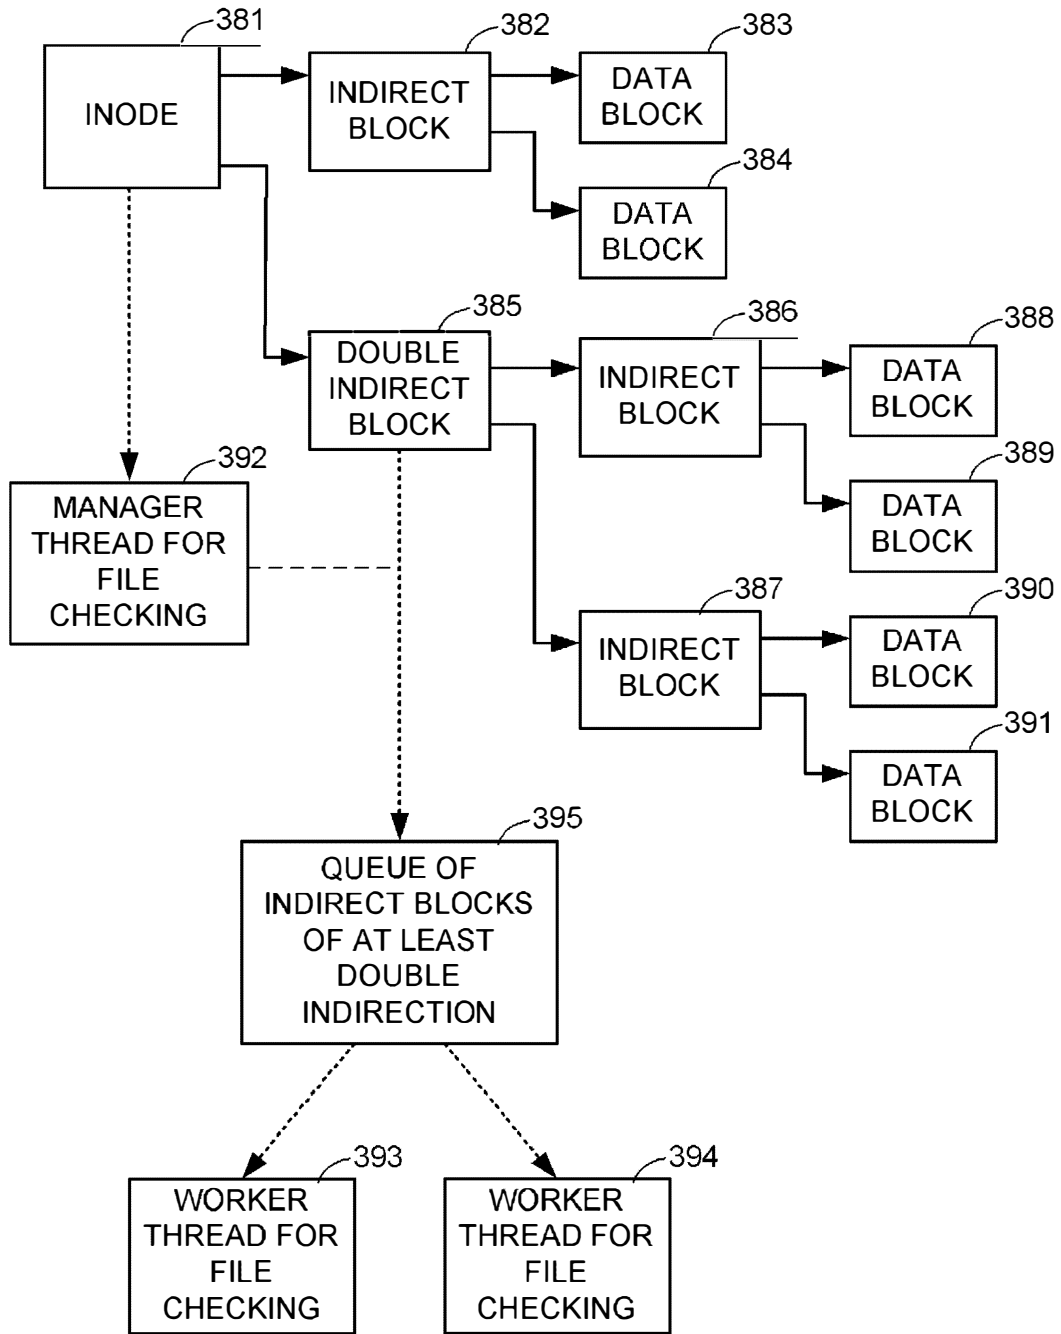 381
INODE
382
INDIRECT
BLOCK
383
DATA
BLOCK
384
DATA
BLOCK
385
DOUBLE
INDIRECT
BLOCK
386
INDIRECT
BLOCK
388
DATA
BLOCK
389
DATA
BLOCK
392
MANAGER
THREAD FOR
FILE
CHECKING
387
INDIRECT
BLOCK
390
DATA
BLOCK
391
DATA
BLOCK
395
QUEUE OF
INDIRECT BLOCKS
OF AT LEAST
DOUBLE
INDIRECTION
393
WORKER
THREAD FOR
FILE
CHECKING
394
WORKER
THREAD FOR
FILE
CHECKING